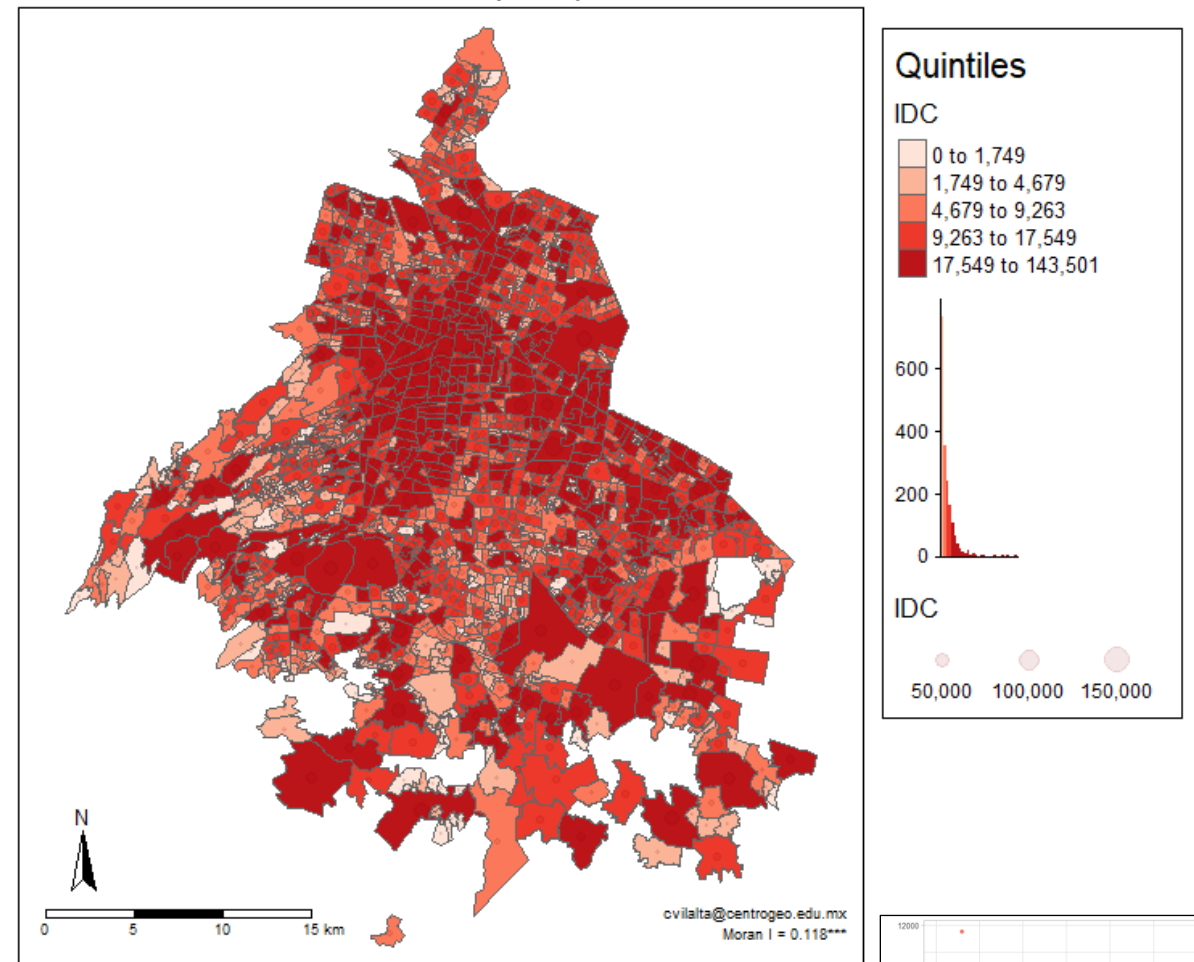 Quintiles
IDC
0 to 1,749
1,749 to 4,679
4,679 to 9,263
9,263 to 17,549
17,549 to 143,501
600
400
200
0
IDC
50,000 100,000 150,000
N
0 5 10 15 km
cvilalta@centrogeo.edu.mx
Moran I = 0.118***
12000